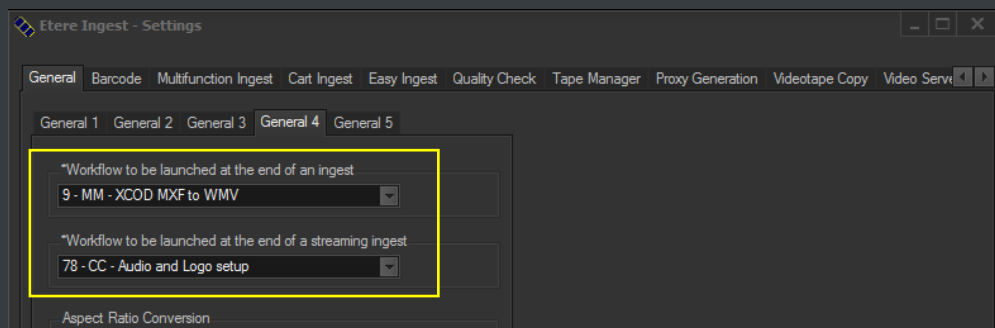 Etere Ingest - Settings
General Barcode Multifunction Ingest Cart Ingest Easy Ingest Quality Check Tape Manager Proxy Generation Videotape Copy Video Serve
General 1 General 2 General 3 General 4 General 5
*Workflow to be launched at the end of an ingest
9 - MM - XCOD MXF to WMV
*Workflow to be launched at the end of a streaming ingest
78 - CC - Audio and Logo setup
Aspect Ratio Conversion